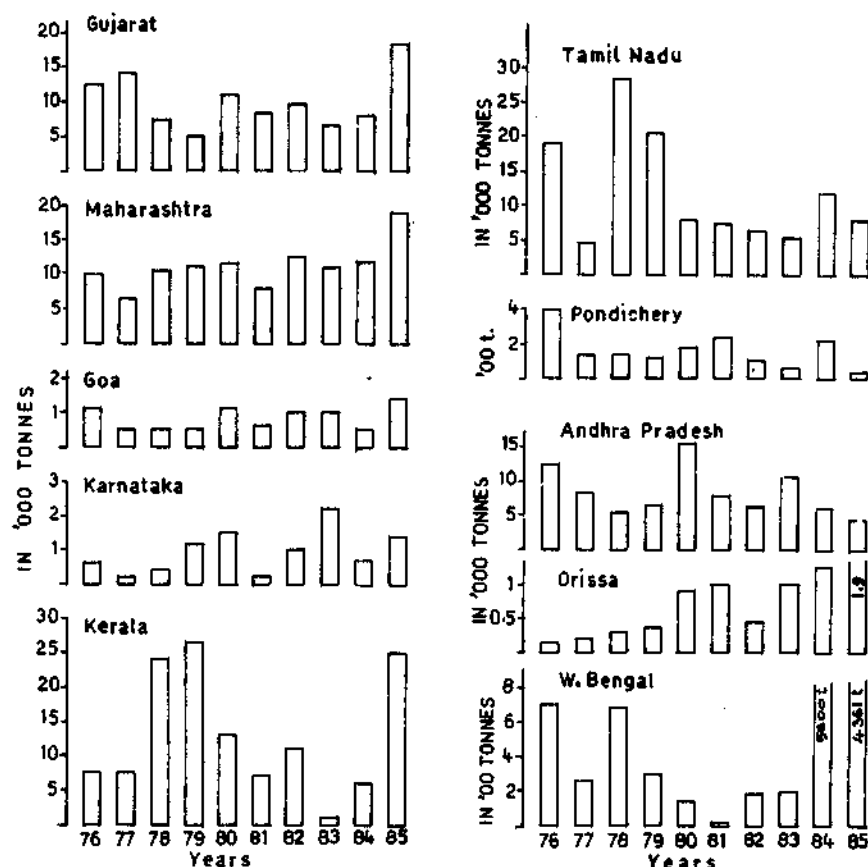 Gujarat
20
15
10
5
Maharashtra
20
15
10
5
Goa
2
1
Karnataka
3
2
1
Kerala
30
25
20
15
10
5
IN '000 TONNES
76 77 78 79 80 81 82 83 84 85
Years
Tamil Nadu
30
20
15
10
5
IN '000 TONNES
Pondichery
4
2
'00 t.
Andhra Pradesh
15
10
5
IN '000 TONNES
Orissa
1
0.5
1.9
IN '000 TONNES
W. Bengal
8
6
4
2
5600 t
4361 t
IN '00 TONNES
76 77 78 79 80 81 82 83 84 85
Years